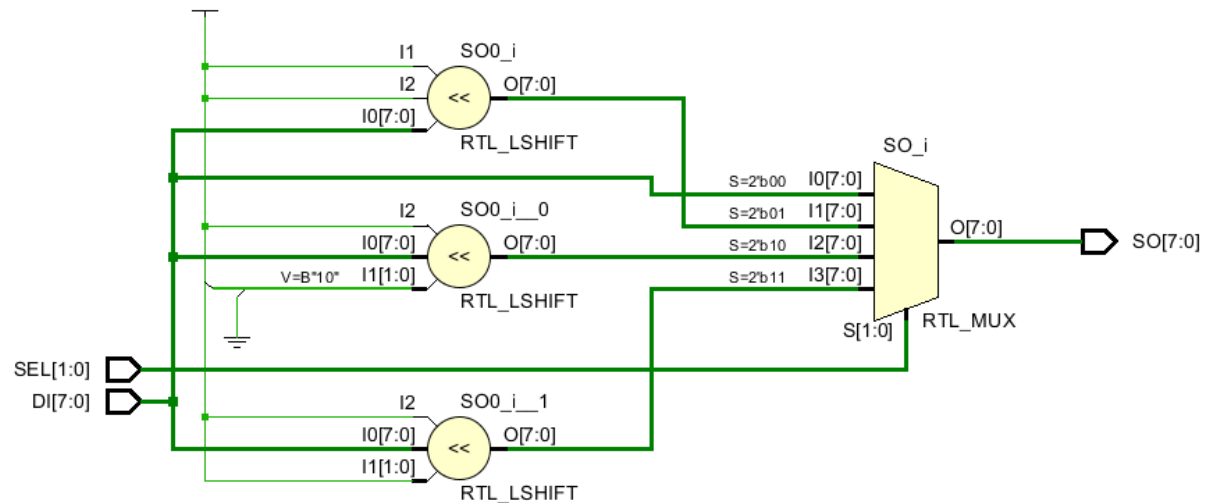 I1
SO0_i
I2
<<
O[7:0]
I0[7:0]
RTL_LSHIFT
SO_i
S=2'b00
I0[7:0]
S=2'b01
I1[7:0]
I2
SO0_i__0
I0[7:0]
<<
O[7:0]
S=2'b10
I2[7:0]
O[7:0]
SO[7:0]
V=B"10"
I1[1:0]
S=2'b11
I3[7:0]
RTL_LSHIFT
S[1:0]
RTL_MUX
SEL[1:0]
DI[7:0]
I2
SO0_i__1
I0[7:0]
<<
O[7:0]
I1[1:0]
RTL_LSHIFT